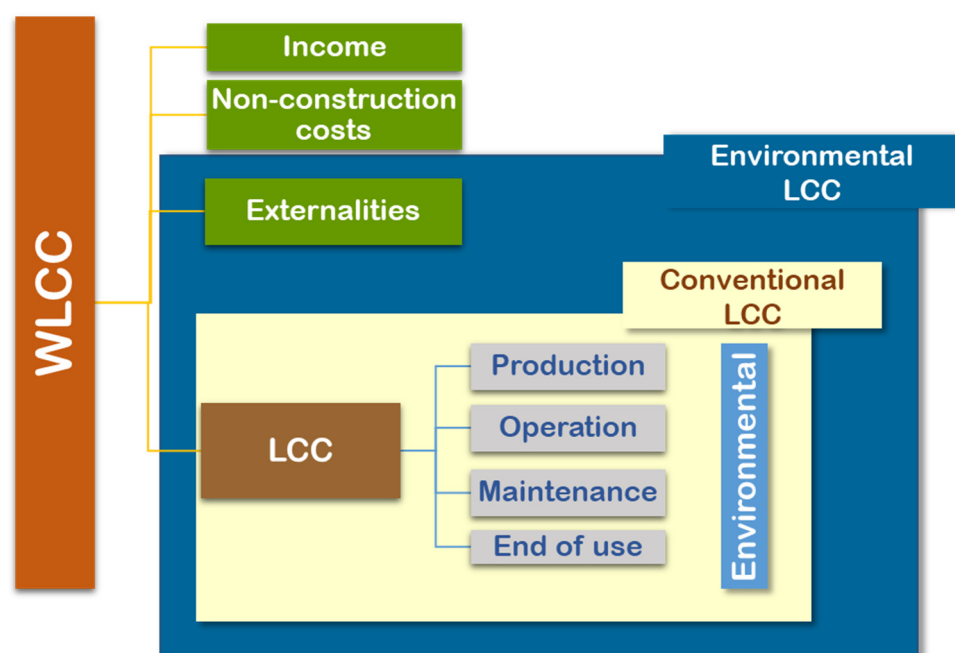 WLCC
Income
Non-construction
costs
Environmental
LCC
Externalities
Conventional
LCC
Production
Operation
LCC
Maintenance
End of use
Environmental